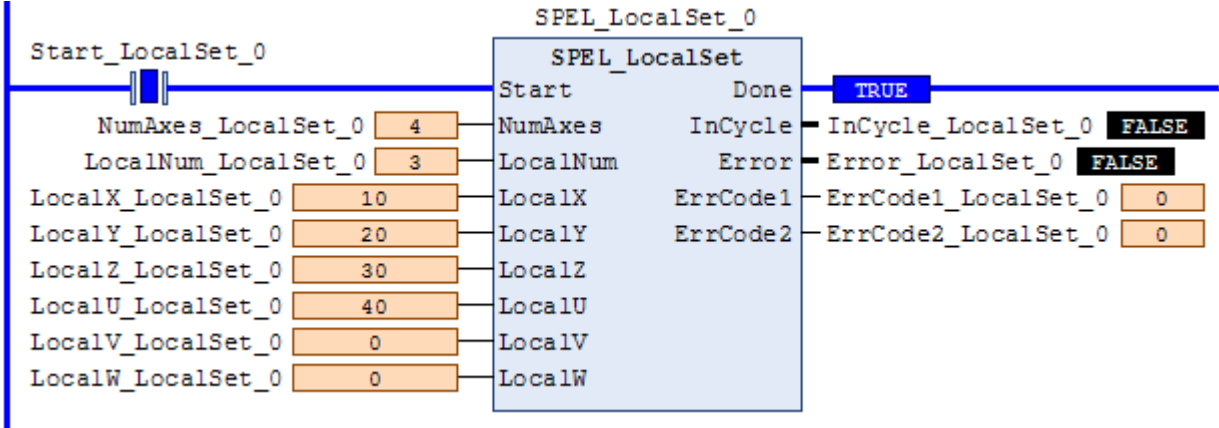 SPEL_LocalSet_0
Start_LocalSet_0 SPEL_LocalSet
Start Done TRUE
NumAxes_LocalSet_0 4 NumAxes InCycle InCycle_LocalSet_0 FALSE
LocalNum_LocalSet_0 3 LocalNum Error Error_LocalSet_0 FALSE
LocalX_LocalSet_0 10 LocalX ErrCode1 ErrCode1_LocalSet_0 0
LocalY_LocalSet_0 20 LocalY ErrCode2 ErrCode2_LocalSet_0 0
LocalZ_LocalSet_0 30 LocalZ
LocalU_LocalSet_0 40 LocalU
LocalV_LocalSet_0 0 LocalV
LocalW_LocalSet_0 0 LocalW